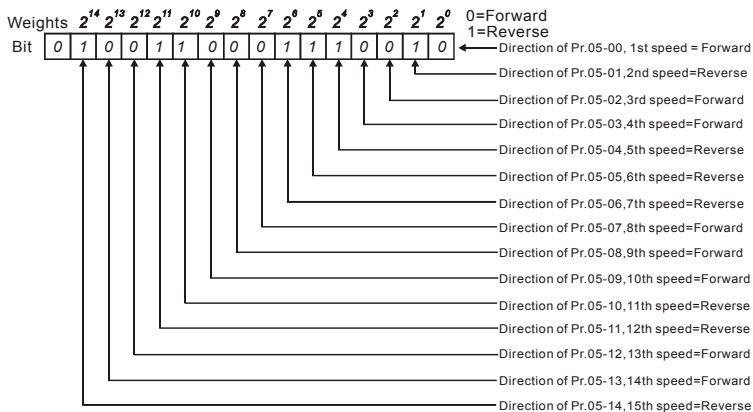 Weights 2^14 2^13 2^12 2^11 2^10 2^9 2^8 2^7 2^6 2^5 2^4 2^3 2^2 2^1 2^0 0=Forward
1=Reverse
Bit 0 1 0 0 1 1 0 0 0 1 1 1 0 0 1 0 Direction of Pr.05-00, 1st speed = Forward
Direction of Pr.05-01,2nd speed=Reverse
Direction of Pr.05-02,3rd speed=Forward
Direction of Pr.05-03,4th speed=Forward
Direction of Pr.05-04,5th speed=Reverse
Direction of Pr.05-05,6th speed=Reverse
Direction of Pr.05-06,7th speed=Reverse
Direction of Pr.05-07,8th speed=Forward
Direction of Pr.05-08,9th speed=Forward
Direction of Pr.05-09,10th speed=Forward
Direction of Pr.05-10,11th speed=Reverse
Direction of Pr.05-11,12th speed=Reverse
Direction of Pr.05-12,13th speed=Forward
Direction of Pr.05-13,14th speed=Forward
Direction of Pr.05-14,15th speed=Reverse